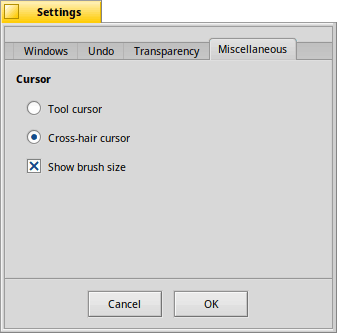 Settings
Windows Undo Transparency Miscellaneous
Cursor
Tool cursor
Cross-hair cursor
Show brush size
Cancel OK